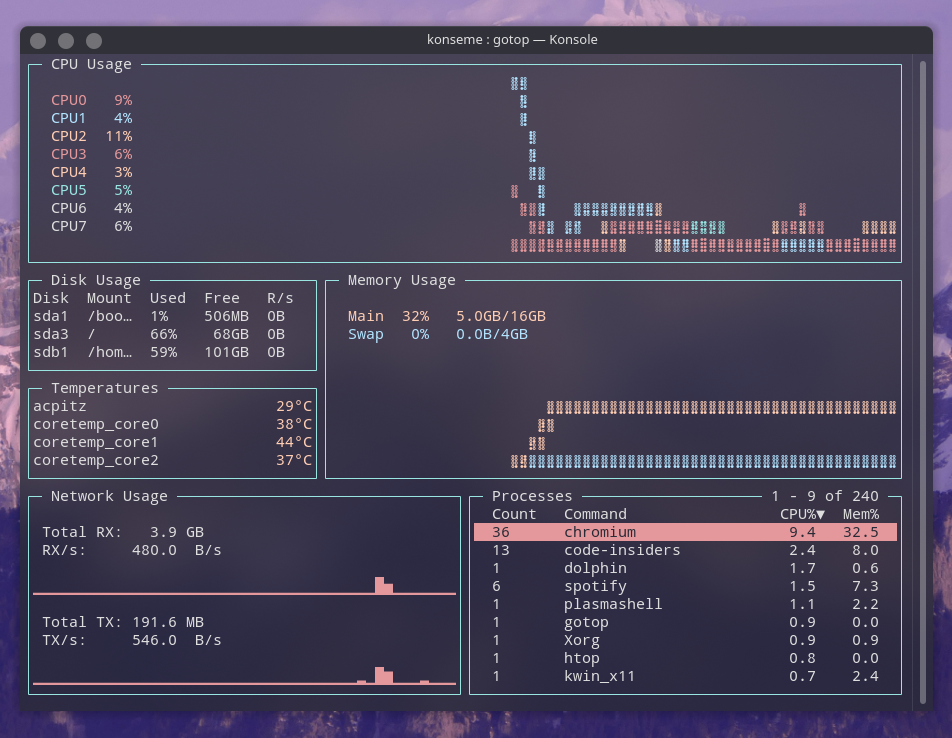 konseme : gotop — Konsole
CPU Usage
CPU0 9%
CPU1 4%
CPU2 11%
CPU3 6%
CPU4 3%
CPU5 5%
CPU6 4%
CPU7 6%
Disk Usage
Disk Mount Used Free R/s
sda1 /boo… 1% 506MB 0B
sda3 / 66% 68GB 0B
sdb1 /hom… 59% 101GB 0B
Memory Usage
Main 32% 5.0GB/16GB
Swap 0% 0.0B/4GB
Temperatures
acpitz 29°C
coretemp_core0 38°C
coretemp_core1 44°C
coretemp_core2 37°C
Network Usage
Total RX: 3.9 GB
RX/s: 480.0 B/s
Total TX: 191.6 MB
TX/s: 546.0 B/s
Processes 1 - 9 of 240
Count Command CPU%▼ Mem%
36 chromium 9.4 32.5
13 code-insiders 2.4 8.0
1 dolphin 1.7 0.6
6 spotify 1.5 7.3
1 plasmashell 1.1 2.2
1 gotop 0.9 0.0
1 Xorg 0.9 0.9
1 htop 0.8 0.0
1 kwin_x11 0.7 2.4